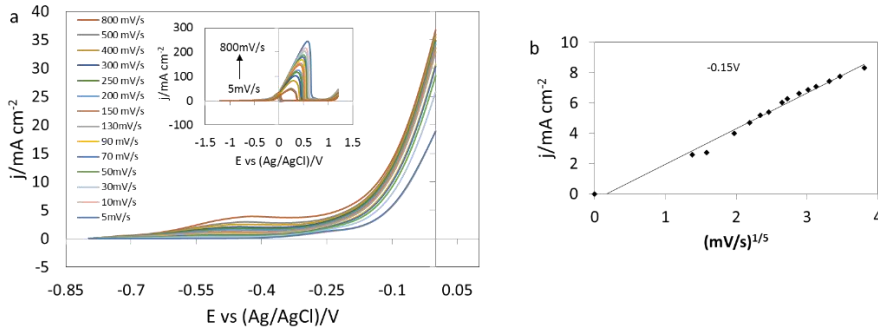 a
j/mA cm-2
40
35
30
25
20
15
10
5
0
-5
-0.85 -0.7 -0.55 -0.4 -0.25 -0.1 0.05
E vs (Ag/AgCl)/V
800 mV/s
500 mV/s
400 mV/s
300 mV/s
250 mV/s
200 mV/s
150 mV/s
130mV/s
90 mV/s
70 mV/s
50mV/s
30mV/s
10mV/s
5mV/s
j/mA cm-2
300
200
100
0
-100
800mV/s
5mV/s
-1.5 -1 -0.5 0 0.5 1 1.5
E vs (Ag/AgCl)/V
b
j/mA cm-2
10
8
6
4
2
0
-0.15V
0 1 2 3 4
(mV/s)1/5